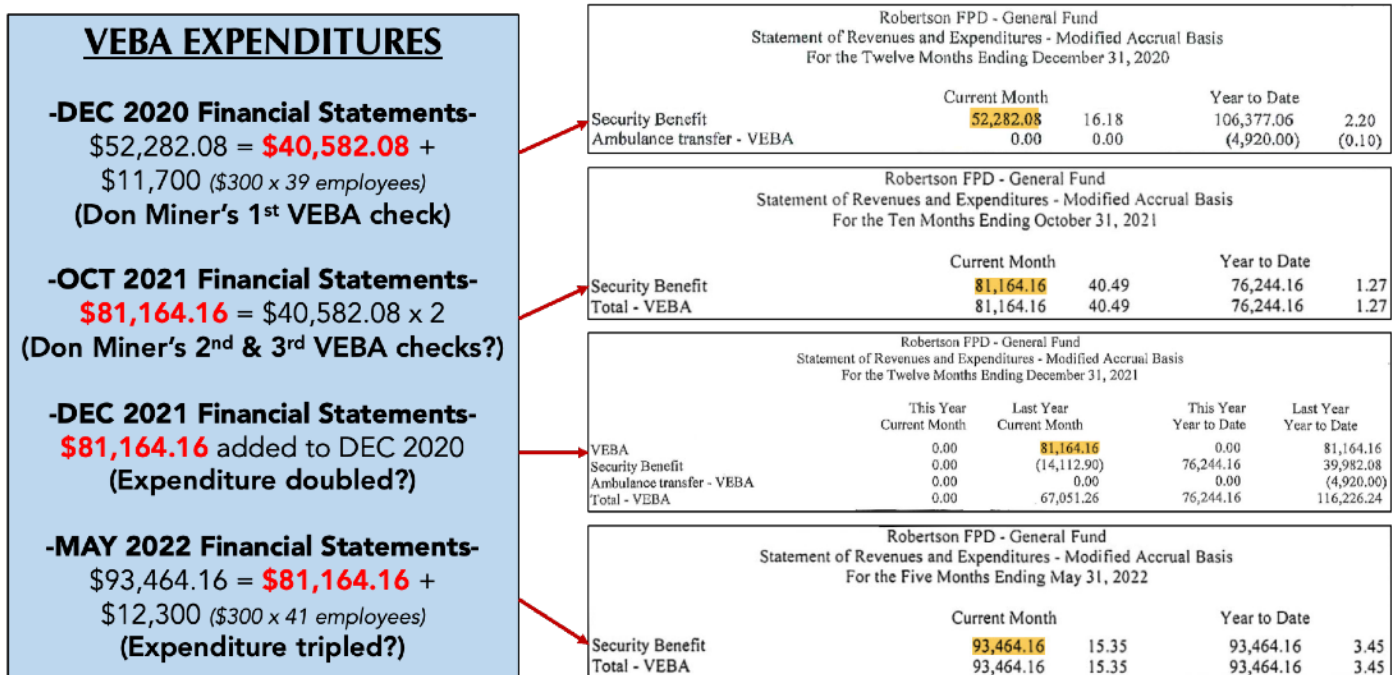 VEBA EXPENDITURES
-DEC 2020 Financial Statements-
$52,282.08 = $40,582.08 +
$11,700 ($300 x 39 employees)
(Don Miner's 1st VEBA check)
-OCT 2021 Financial Statements-
$81,164.16 = $40,582.08 x 2
(Don Miner's 2nd & 3rd VEBA checks?)
-DEC 2021 Financial Statements-
$81,164.16 added to DEC 2020
(Expenditure doubled?)
-MAY 2022 Financial Statements-
$93,464.16 = $81,164.16 +
$12,300 ($300 x 41 employees)
(Expenditure tripled?)
Robertson FPD - General Fund
Statement of Revenues and Expenditures - Modified Accrual Basis
For the Twelve Months Ending December 31, 2020
Current Month Year to Date
Security Benefit 52,282.08 16.18 106,377.06 2.20
Ambulance transfer - VEBA 0.00 0.00 (4,920.00) (0.10)
Robertson FPD - General Fund
Statement of Revenues and Expenditures - Modified Accrual Basis
For the Ten Months Ending October 31, 2021
Current Month Year to Date
Security Benefit 81,164.16 40.49 76,244.16 1.27
Total - VEBA 81,164.16 40.49 76,244.16 1.27
Robertson FPD - General Fund
Statement of Revenues and Expenditures - Modified Accrual Basis
For the Twelve Months Ending December 31, 2021
This Year Last Year This Year Last Year
Current Month Current Month Year to Date Year to Date
VEBA 0.00 81,164.16 0.00 81,164.16
Security Benefit 0.00 (14,112.90) 76,244.16 39,982.08
Ambulance transfer - VEBA 0.00 0.00 0.00 (4,920.00)
Total - VEBA 0.00 67,051.26 76,244.16 116,226.24
Robertson FPD - General Fund
Statement of Revenues and Expenditures - Modified Accrual Basis
For the Five Months Ending May 31, 2022
Current Month Year to Date
Security Benefit 93,464.16 15.35 93,464.16 3.45
Total - VEBA 93,464.16 15.35 93,464.16 3.45